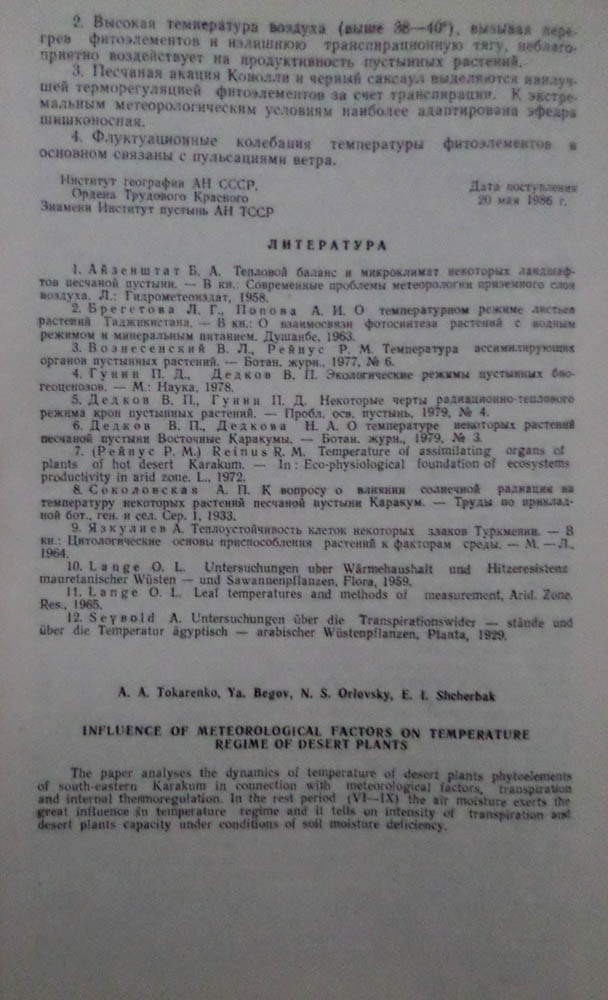 2. Высокая температура воздуха (выше 38—40°), вызывая пере-
грев фитоэлементов и излишнюю транспирационную тягу, неблаго-
приятно воздействует на продуктивность пустынных растений.
3. Песчаная акация Конолли и черный саксаул выделяются наилуч-
шей терморегуляцией фитоэлементов за счет транспирации. К экстре-
мальным метеорологическим условиям наиболее адаптирована эфедра
шишконосная.
4. Флуктуационные колебания температуры фитоэлементов в
основном связаны с пульсациями ветра.
Институт географии АН СССР,
Ордена Трудового Красного
Знамени Институт пустынь АН ТССР
Дата поступления
20 мая 1986 г.
ЛИТЕРАТУРА
1. Айзенштат Б. А. Тепловой баланс и микроклимат некоторых ландшаф-
тов песчаной пустыни. — В кн.: Современные проблемы метеорологии приземного слоя
воздуха. Л.: Гидрометеоиздат, 1958.
2. Брегетова Л. Г., Попова А. И. О температурном режиме листьев
растений Таджикистана. — В кн.: О взаимосвязи фотосинтеза растений с водным
режимом и минеральным питанием. Душанбе, 1963.
3. Вознесенский В. Л., Рейнус Р. М. Температура ассимилирующих
органов пустынных растений. — Ботан. журн., 1977, № 6.
4. Гунин П. Д., Дедков В. П. Экологические режимы пустынных био-
геоценозов. — М.: Наука, 1978.
5. Дедков В. П., Гунин П. Д. Некоторые черты радиационно-теплового
режима крон пустынных растений. — Пробл. осв. пустынь, 1979, № 4.
6. Дедков В. П., Дедкова Н. А. О температуре некоторых растений
песчаной пустыни Восточные Каракумы. — Ботан. журн., 1979, № 3.
7. (Рейнус Р. М.) Reinus R. M. Temperature of assimilating organs of
plants of hot desert Karakum. — In: Eco-physiological foundation of ecosystems
productivity in arid zone. L., 1972.
8. Соколовская А. П. К вопросу о влиянии солнечной радиации на
температуру некоторых растений песчаной пустыни Каракум. — Труды по приклад-
ной бот., ген. и сел. Сер. I, 1933.
9. Язкулиев А. Теплоустойчивость клеток некоторых злаков Туркмении. — В
кн.: Цитологические основы приспособления растений к факторам среды. — М. — Л.,
1964.
10. Lange O. L. Untersuchungen uber Wärmehaushalt und Hitzeresistenz
mauretanischer Wüsten — und Sawannenpflanzen, Flora, 1959.
11. Lange O. L. Leaf temperatures and methods of measurement, Arid. Zone.
Res., 1965.
12. Seybold A. Untersuchungen über die Transpirationswider — stände und
über die Temperatur ägyptisch — arabischer Wüstenpflanzen, Planta, 1929.
A. A. Tokarenko, Ya. Begov, N. S. Orlovsky, E. I. Shcherbak
INFLUENCE OF METEOROLOGICAL FACTORS ON TEMPERATURE
REGIME OF DESERT PLANTS
The paper analyses the dynamics of temperature of desert plants phytoelements
of south-eastern Karakum in connection with meteorological factors, transpiration
and internal thermoregulation. In the rest period (VI—IX) the air moisture exerts the
great influence in temperature regime and it tells on intensity of transpiration and
desert plants capacity under conditions of soil moisture deficiency.